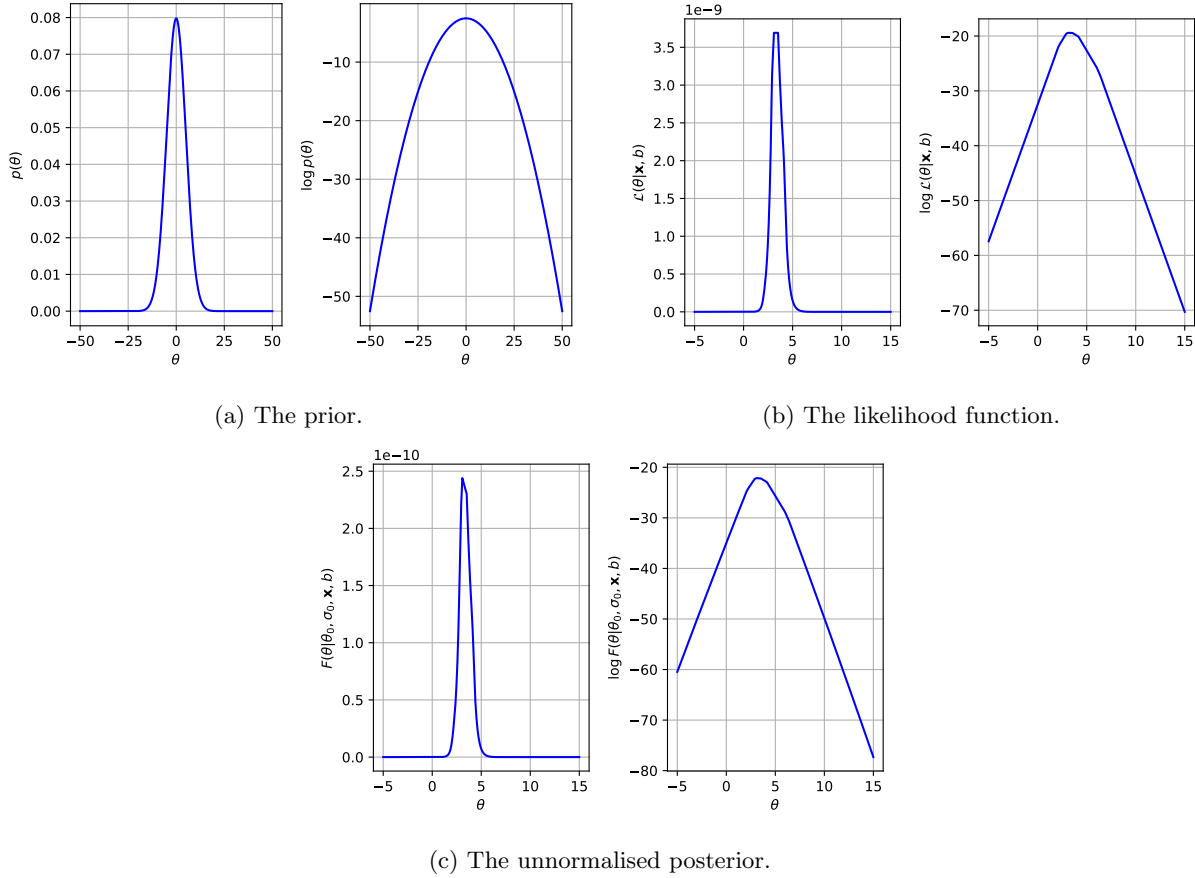 0.08
0.07
0.06
0.05
0.04
0.03
0.02
0.01
0.00
p(θ)
−50 −25 0 25 50
θ
−10
−20
−30
−40
−50
log p(θ)
−50 −25 0 25 50
θ
(a) The prior.
1e−9
3.5
3.0
2.5
2.0
1.5
1.0
0.5
0.0
ℒ(θ|𝐱, b)
−5 0 5 10 15
θ
−20
−30
−40
−50
−60
−70
log ℒ(θ|𝐱, b)
−5 0 5 10 15
θ
(b) The likelihood function.
1e−10
2.5
2.0
1.5
1.0
0.5
0.0
F(θ|θ₀, σ₀, 𝐱, b)
−5 0 5 10 15
θ
−20
−30
−40
−50
−60
−70
−80
log F(θ|θ₀, σ₀, 𝐱, b)
−5 0 5 10 15
θ
(c) The unnormalised posterior.